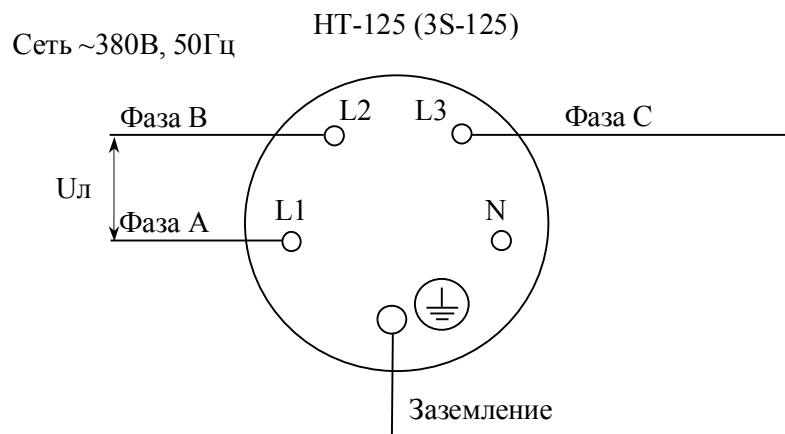 НТ-125 (3S-125)
Сеть ~380В, 50Гц
Фаза В
L2
L3
Фаза С
Uл
Фаза А
L1
N
Заземление